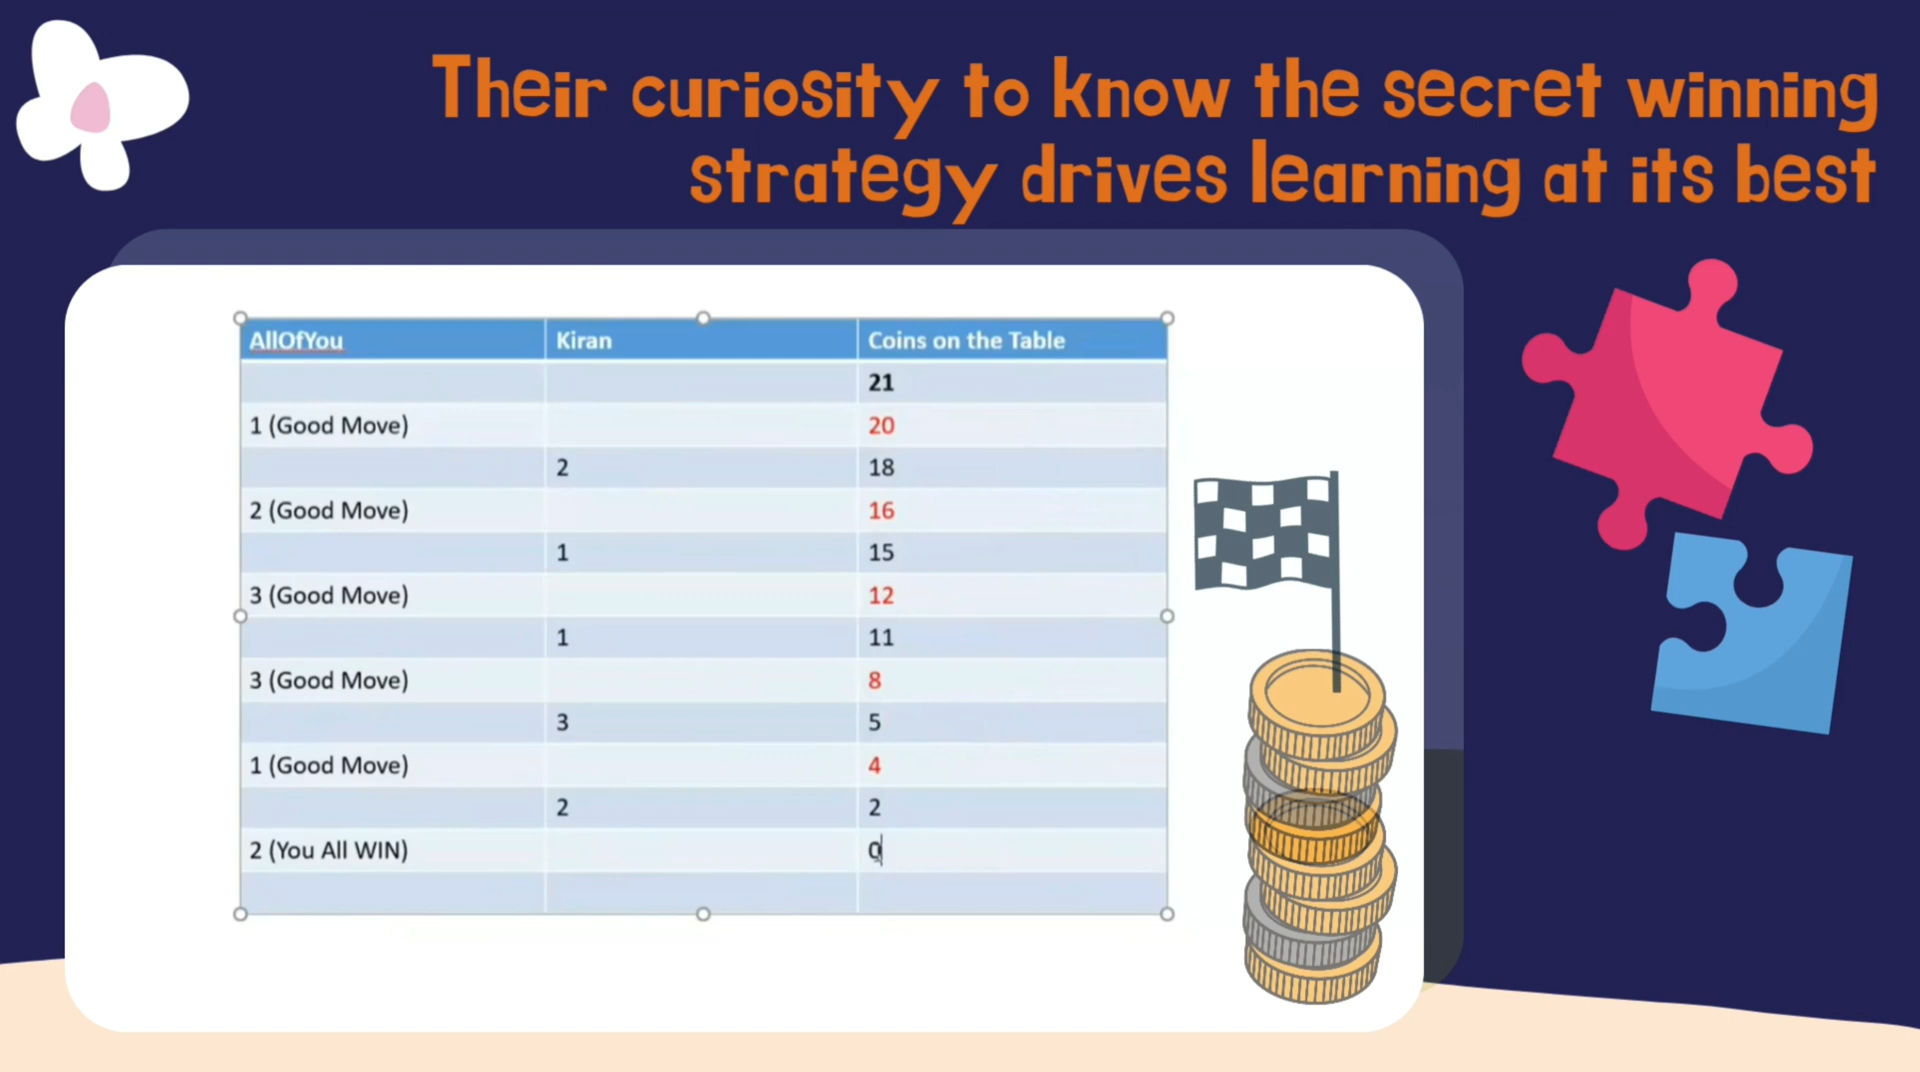 Their curiosity to know the secret winning
strategy drives learning at its best
AllOfYou Kiran Coins on the Table
21
1 (Good Move) 20
2 18
2 (Good Move) 16
1 15
3 (Good Move) 12
1 11
3 (Good Move) 8
3 5
1 (Good Move) 4
2 2
2 (You All WIN) 0